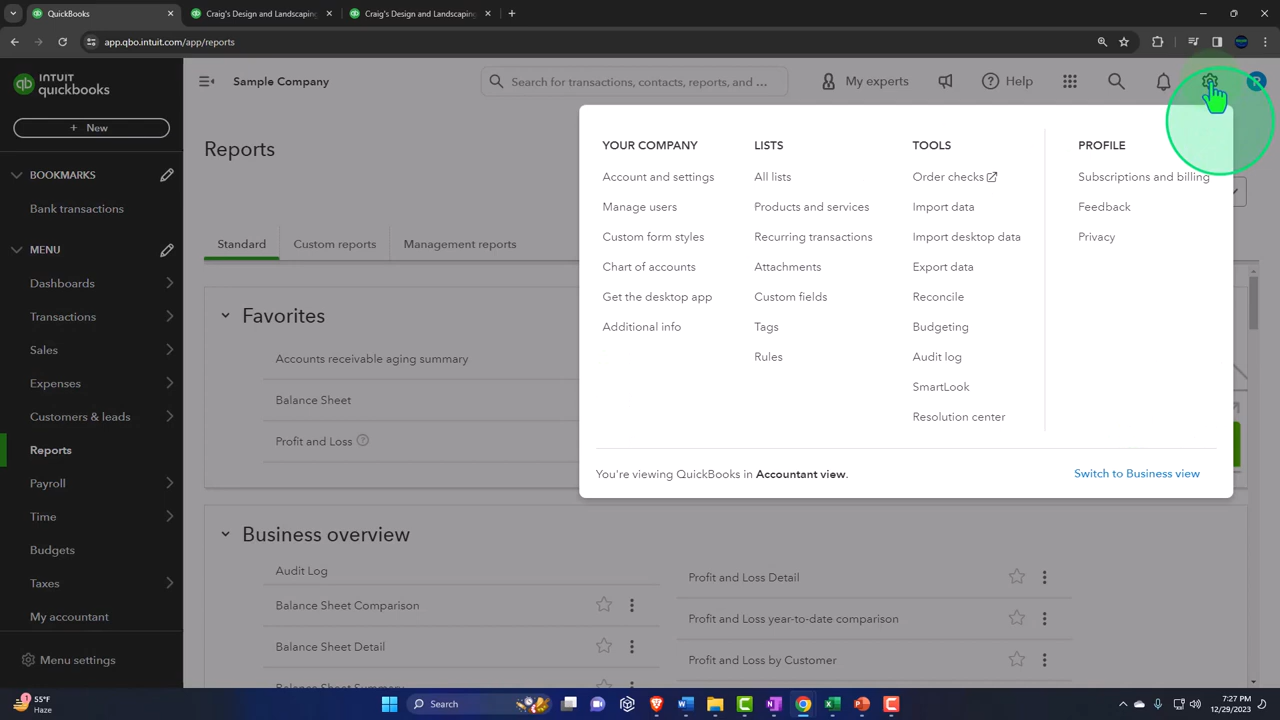 QuickBooks
Craig's Design and Landscaping
Craig's Design and Landscaping
app.qbo.intuit.com/app/reports
INTUIT
quickbooks
Sample Company
Search for transactions, contacts, reports, and ...
My experts
Help
R
+ New
BOOKMARKS
Bank transactions
MENU
Dashboards
Transactions
Sales
Expenses
Customers & leads
Reports
Payroll
Time
Budgets
Taxes
My accountant
Menu settings
Reports
Standard
Custom reports
Management reports
Favorites
Accounts receivable aging summary
Balance Sheet
Profit and Loss
Business overview
Audit Log
Balance Sheet Comparison
Balance Sheet Detail
Balance Sheet Summary
Profit and Loss Detail
Profit and Loss year-to-date comparison
Profit and Loss by Customer
YOUR COMPANY
Account and settings
Manage users
Custom form styles
Chart of accounts
Get the desktop app
Additional info
LISTS
All lists
Products and services
Recurring transactions
Attachments
Custom fields
Tags
Rules
TOOLS
Order checks
Import data
Import desktop data
Export data
Reconcile
Budgeting
Audit log
SmartLook
Resolution center
PROFILE
Subscriptions and billing
Feedback
Privacy
You're viewing QuickBooks in Accountant view.
Switch to Business view
1
55°F
Haze
Search
7:27 PM
12/29/2023